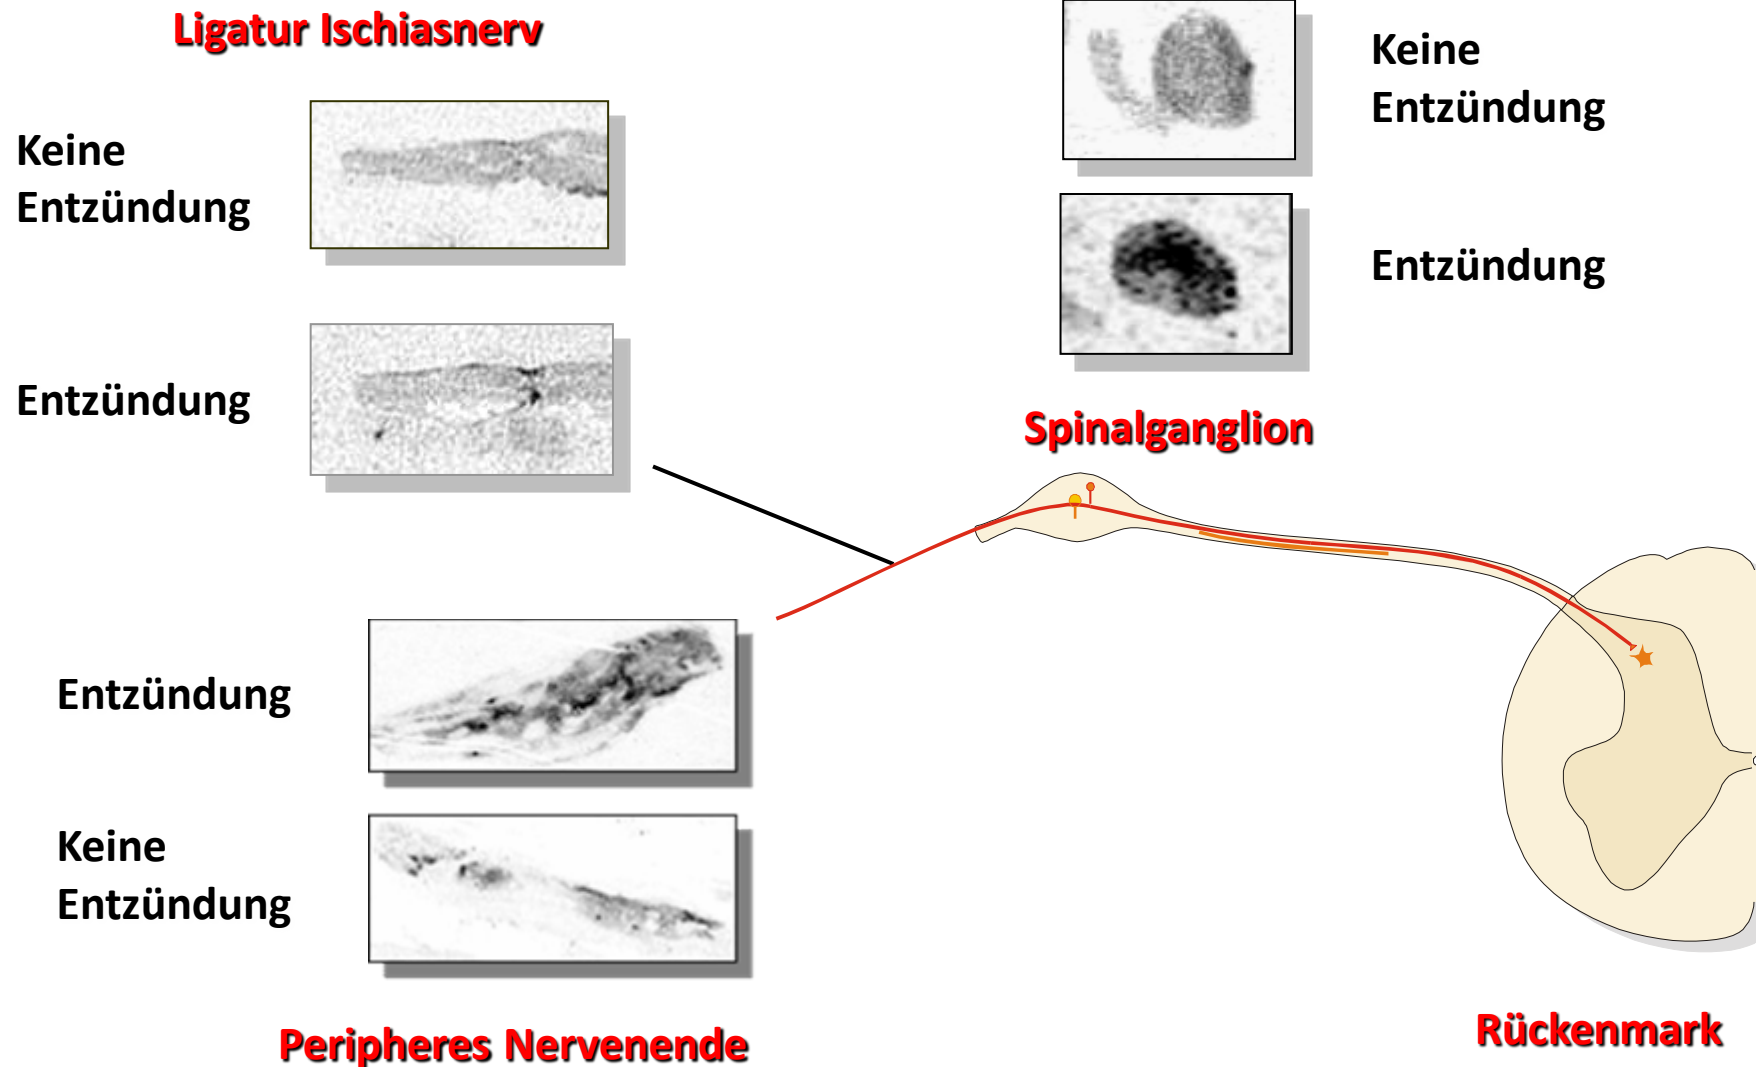 Ligatur Ischiasnerv
Keine
Entzündung
Entzündung
Keine
Entzündung
Entzündung
Spinalganglion
Entzündung
Keine
Entzündung
Peripheres Nervenende
Rückenmark